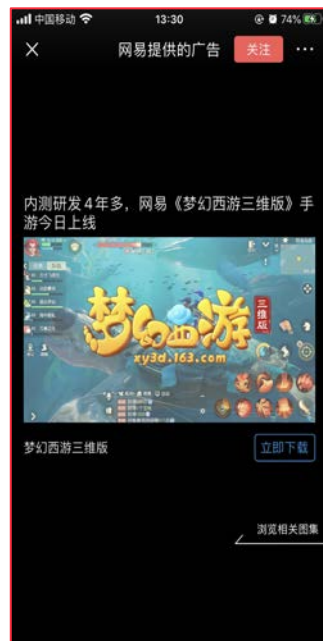 中国移动
13:30
74%
网易提供的广告
关注
内测研发4年多，网易《梦幻西游三维版》手
游今日上线
梦幻西游
三维版
xy3d.163.com
梦幻西游三维版
立即下载
浏览相关图集